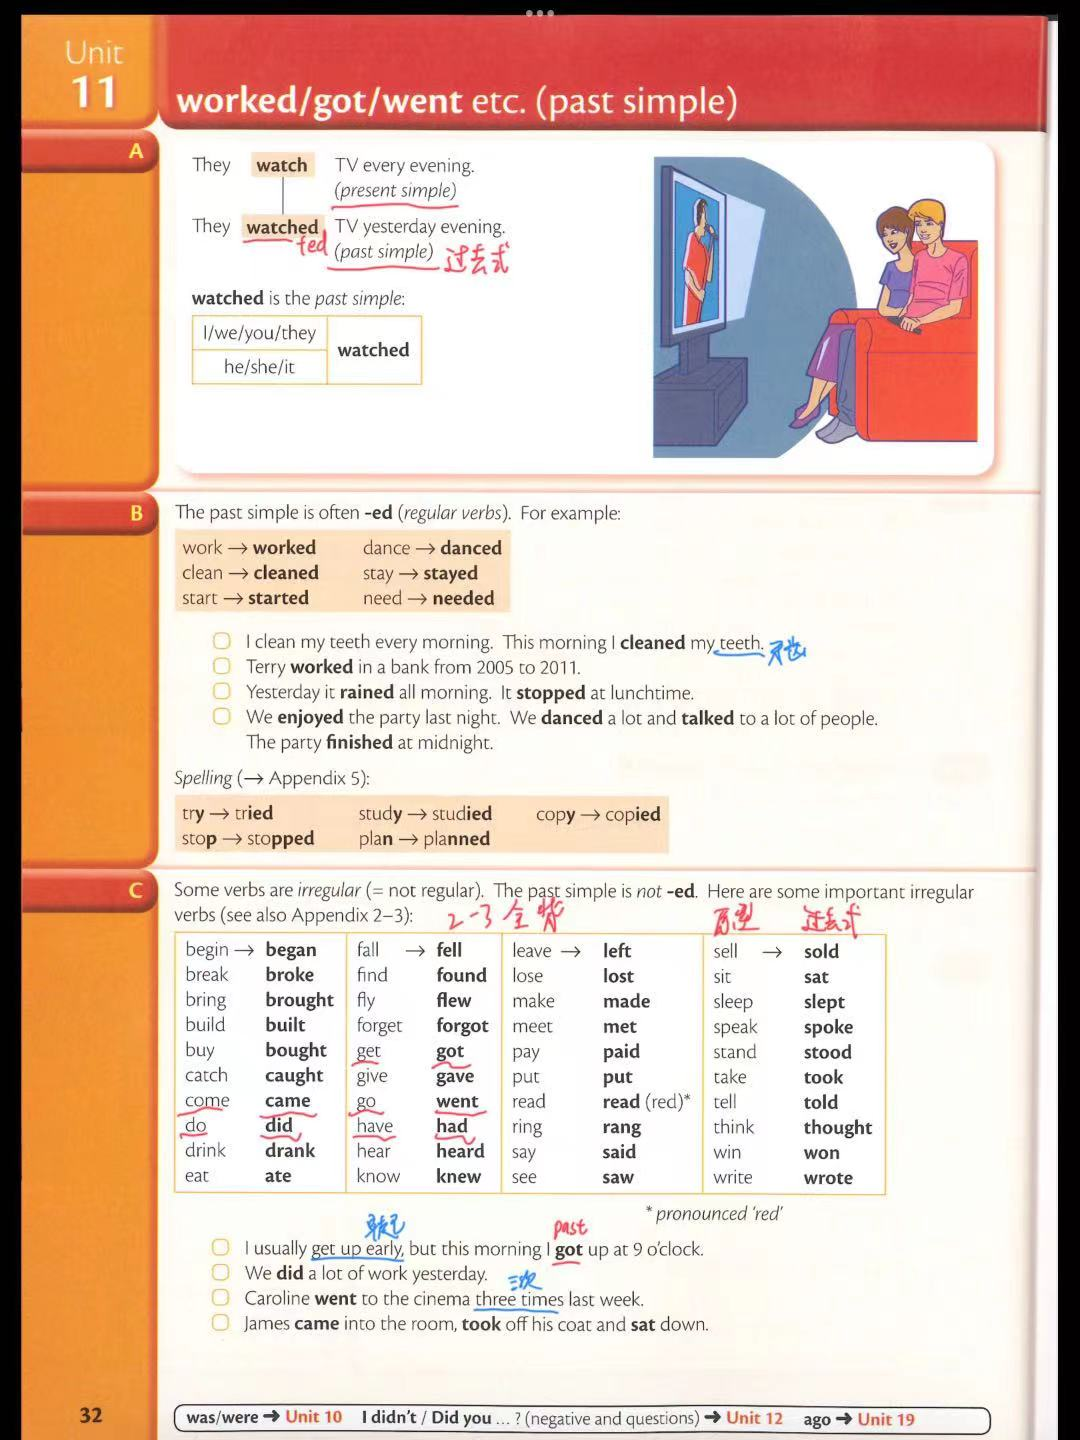 Unit
11
worked/got/went etc. (past simple)
A
They watch TV every evening.
(present simple)
They watched TV yesterday evening.
ted (past simple) 过去式
watched is the past simple:
I/we/you/they
watched
he/she/it
B
The past simple is often -ed (regular verbs). For example:
work → worked dance → danced
clean → cleaned stay → stayed
start → started need → needed
I clean my teeth every morning. This morning I cleaned my teeth. 牙齿
Terry worked in a bank from 2005 to 2011.
Yesterday it rained all morning. It stopped at lunchtime.
We enjoyed the party last night. We danced a lot and talked to a lot of people.
The party finished at midnight.
Spelling (→ Appendix 5):
try → tried study → studied copy → copied
stop → stopped plan → planned
C
Some verbs are irregular (= not regular). The past simple is not -ed. Here are some important irregular
verbs (see also Appendix 2–3): 2-3 全背 原型 过去式
begin → began fall → fell leave → left sell → sold
break broke find found lose lost sit sat
bring brought fly flew make made sleep slept
build built forget forgot meet met speak spoke
buy bought get got pay paid stand stood
catch caught give gave put put take took
come came go went read read (red)* tell told
do did have had ring rang think thought
drink drank hear heard say said win won
eat ate know knew see saw write wrote
* pronounced ‘red’
早起 past
I usually get up early, but this morning I got up at 9 o’clock.
We did a lot of work yesterday. 三次
Caroline went to the cinema three times last week.
James came into the room, took off his coat and sat down.
32
was/were ➜ Unit 10 I didn’t / Did you … ? (negative and questions) ➜ Unit 12 ago ➜ Unit 19